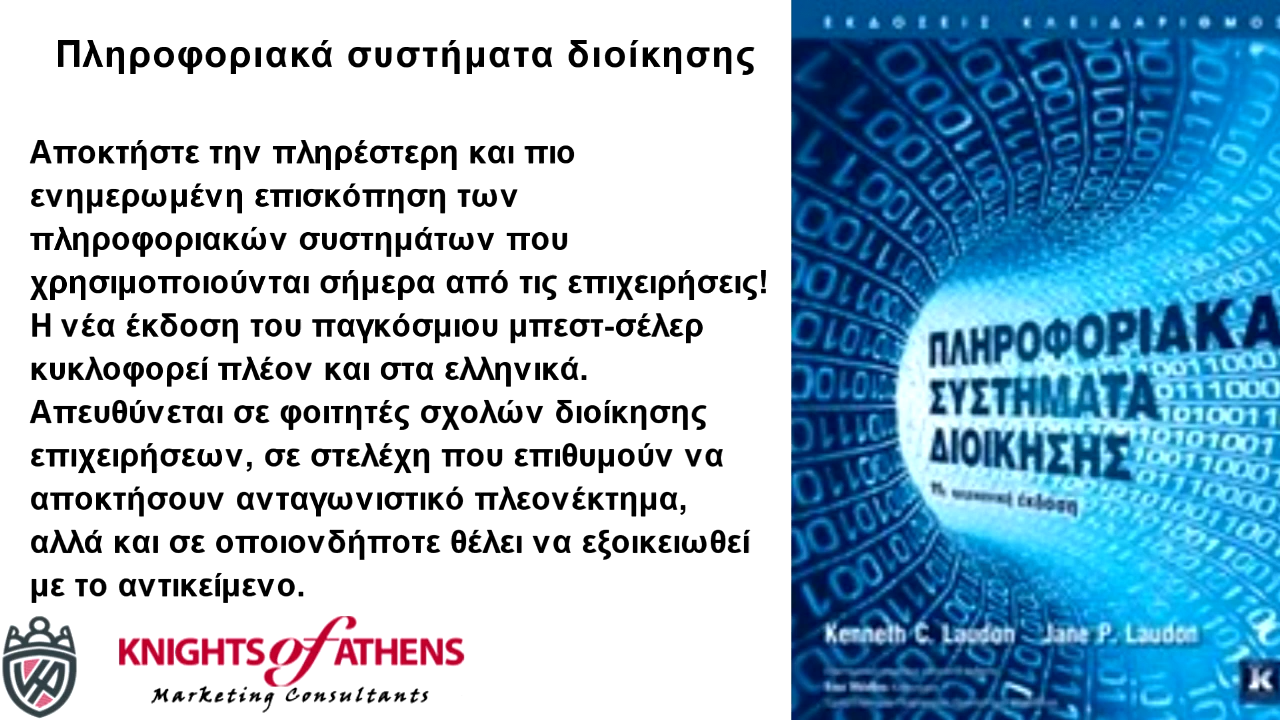 Πληροφοριακά συστήματα διοίκησης
Αποκτήστε την πληρέστερη και πιο
ενημερωμένη επισκόπηση των
πληροφοριακών συστημάτων που
χρησιμοποιούνται σήμερα από τις επιχειρήσεις!
Η νέα έκδοση του παγκόσμιου μπεστ-σέλερ
κυκλοφορεί πλέον και στα ελληνικά.
Απευθύνεται σε φοιτητές σχολών διοίκησης
επιχειρήσεων, σε στελέχη που επιθυμούν να
αποκτήσουν ανταγωνιστικό πλεονέκτημα,
αλλά και σε οποιονδήποτε θέλει να εξοικειωθεί
με το αντικείμενο.
KNIGHTS of ATHENS
Marketing Consultants
ΕΚΔΟΣΕΙΣ ΚΛΕΙΔΑΡΙΘΜΟΣ
ΠΛΗΡΟΦΟΡΙΑΚΑ
ΣΥΣΤΗΜΑΤΑ
ΔΙΟΙΚΗΣΗΣ
έκδοση
Kenneth C. Laudon Jane P. Laudon